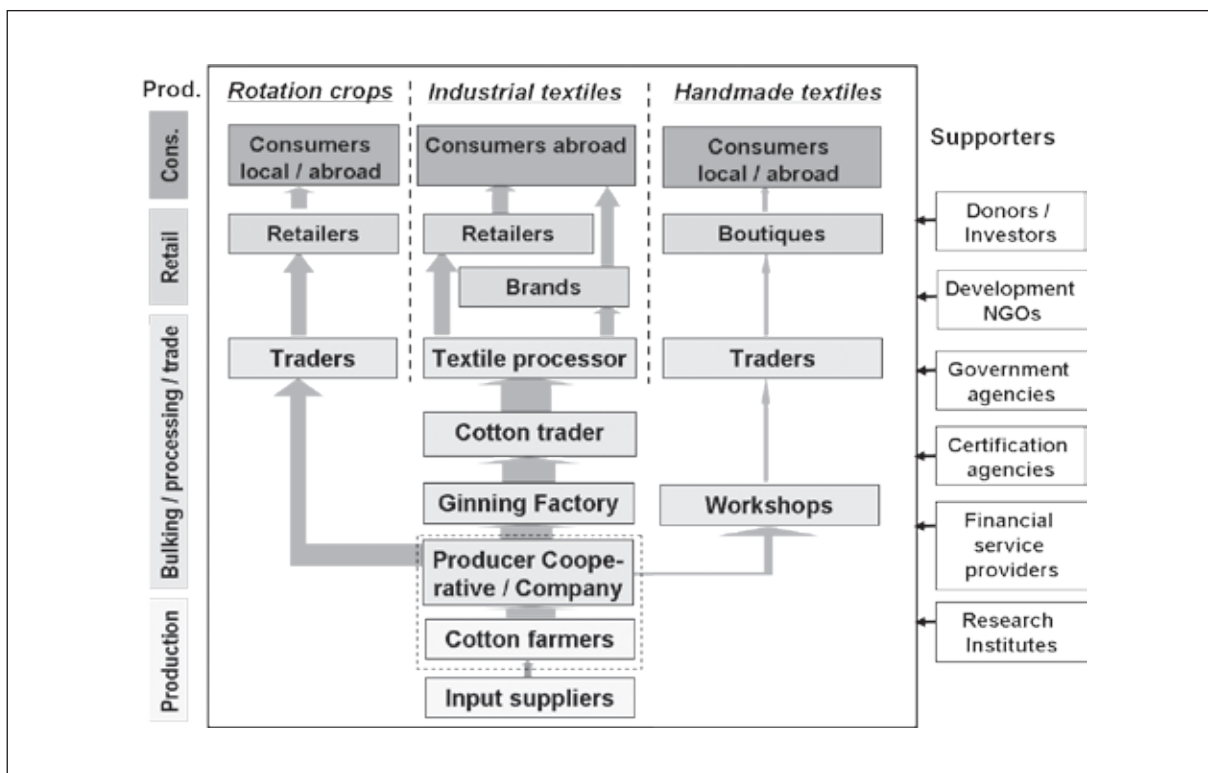 Prod.
Rotation crops
Industrial textiles
Handmade textiles
Supporters
Cons.
Retail
Bulking / processing / trade
Production
Consumers
local / abroad
Retailers
Traders
Consumers abroad
Retailers
Brands
Textile processor
Cotton trader
Ginning Factory
Producer Coope-
rative / Company
Cotton farmers
Input suppliers
Consumers
local / abroad
Boutiques
Traders
Workshops
Donors /
Investors
Development
NGOs
Government
agencies
Certification
agencies
Financial
service
providers
Research
Institutes